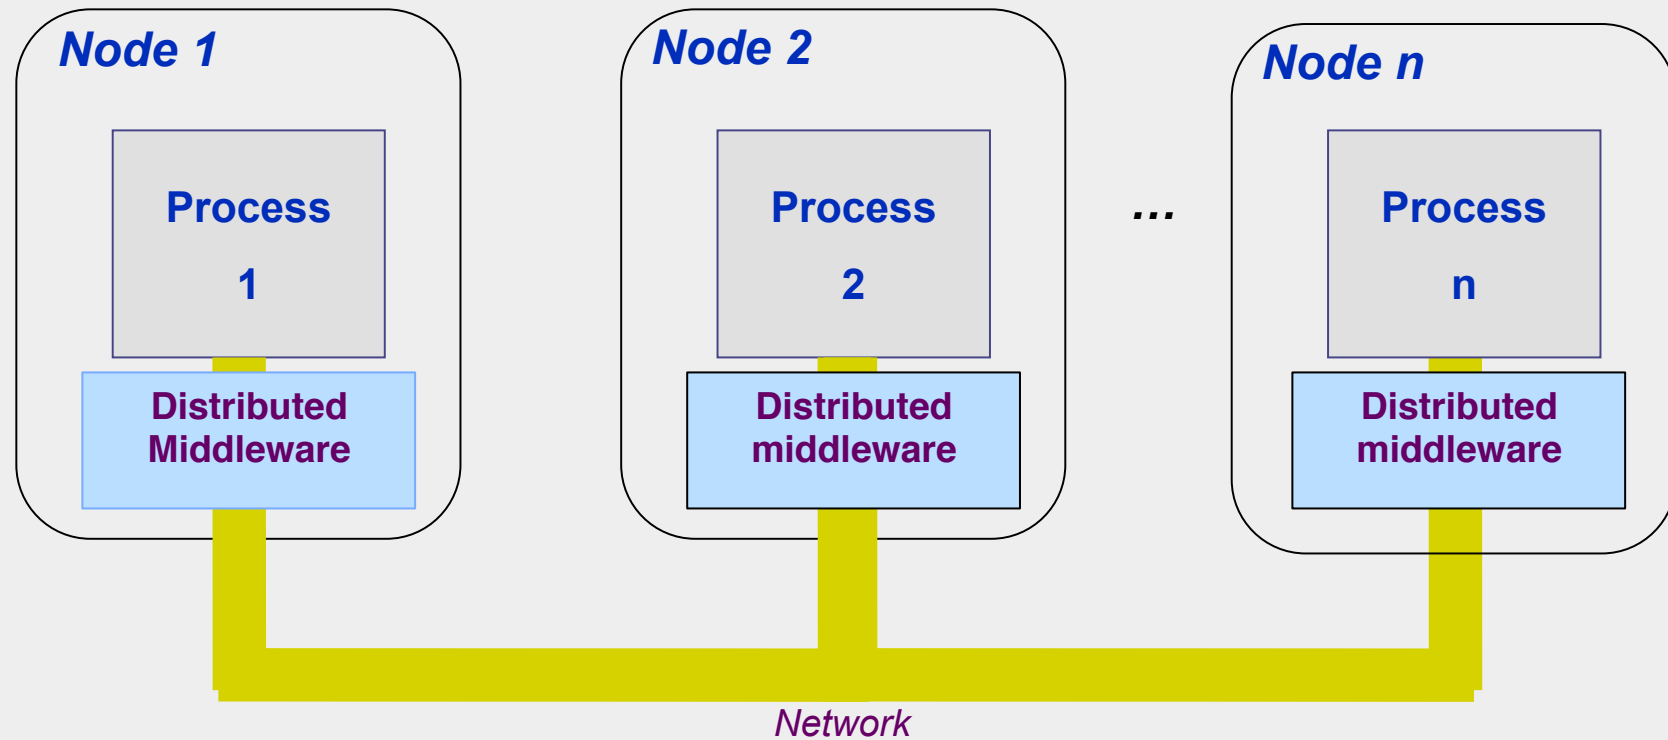 Node 1
Process
1
Distributed
Middleware
Node 2
Process
2
Distributed
middleware
...
Node n
Process
n
Distributed
middleware
Network